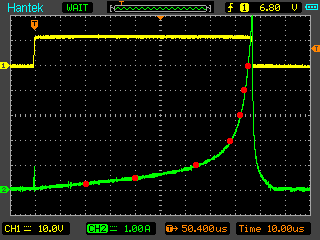 Hantek WAIT T f 1 6.80 V
T
T
1
2
CH1 10.0V CH2 1.00A T→ 50.400us Time 10.00us